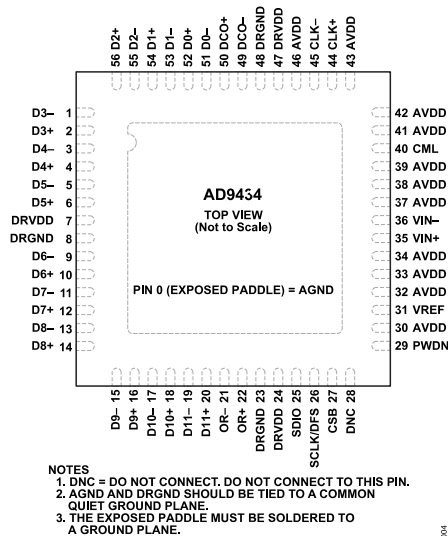 56 D2+
55 D2–
54 D1+
53 D1–
52 D0+
51 D0–
50 DCO+
49 DCO–
48 DRGND
47 DRVDD
46 AVDD
45 CLK–
44 CLK+
43 AVDD
D3– 1
D3+ 2
D4– 3
D4+ 4
D5– 5
D5+ 6
DRVDD 7
DRGND 8
D6– 9
D6+ 10
D7– 11
D7+ 12
D8– 13
D8+ 14
AD9434
TOP VIEW
(Not to Scale)
PIN 0 (EXPOSED PADDLE) = AGND
42 AVDD
41 AVDD
40 CML
39 AVDD
38 AVDD
37 AVDD
36 VIN–
35 VIN+
34 AVDD
33 AVDD
32 AVDD
31 VREF
30 AVDD
29 PWDN
D9– 15
D9+ 16
D10– 17
D10+ 18
D11– 19
D11+ 20
OR– 21
OR+ 22
DRGND 23
DRVDD 24
SDIO 25
SCLK/DFS 26
CSB 27
DNC 28
NOTES
1. DNC = DO NOT CONNECT. DO NOT CONNECT TO THIS PIN.
2. AGND AND DRGND SHOULD BE TIED TO A COMMON
QUIET GROUND PLANE.
3. THE EXPOSED PADDLE MUST BE SOLDERED TO
A GROUND PLANE.